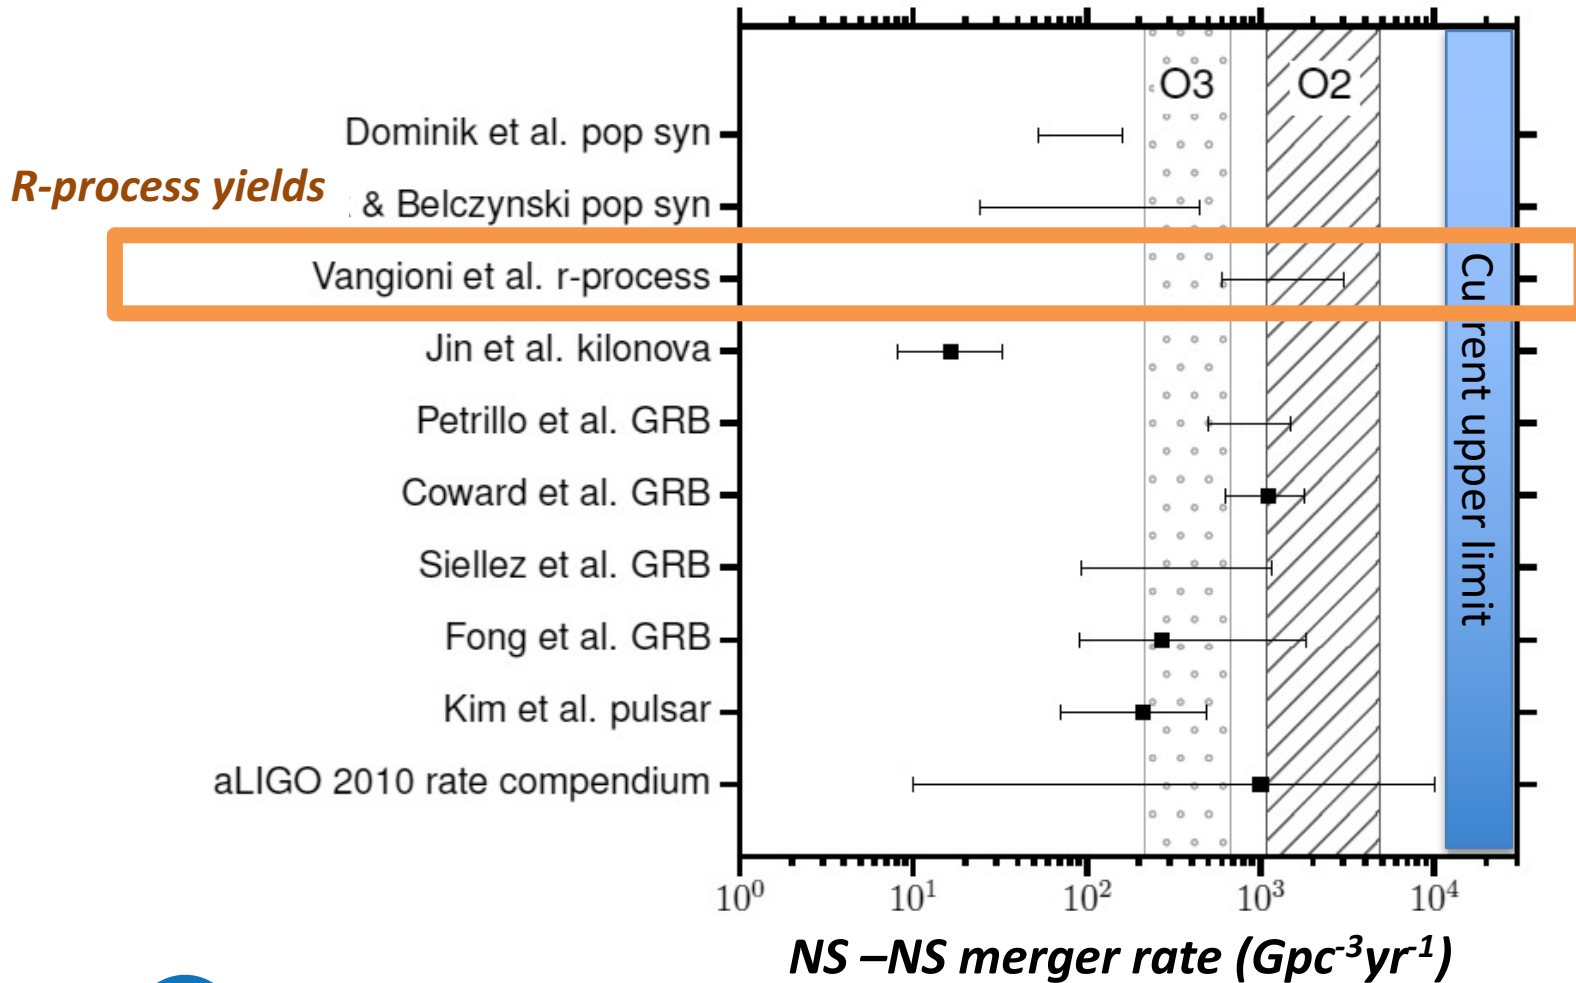 O3 O2
Dominik et al. pop syn
R-process yields
& Belczynski pop syn
Vangioni et al. r-process
Jin et al. kilonova
Petrillo et al. GRB
Coward et al. GRB
Siellez et al. GRB
Fong et al. GRB
Kim et al. pulsar
aLIGO 2010 rate compendium
Cu rent upper limit
10⁰ 10¹ 10² 10³ 10⁴
NS –NS merger rate (Gpc⁻³yr⁻¹)